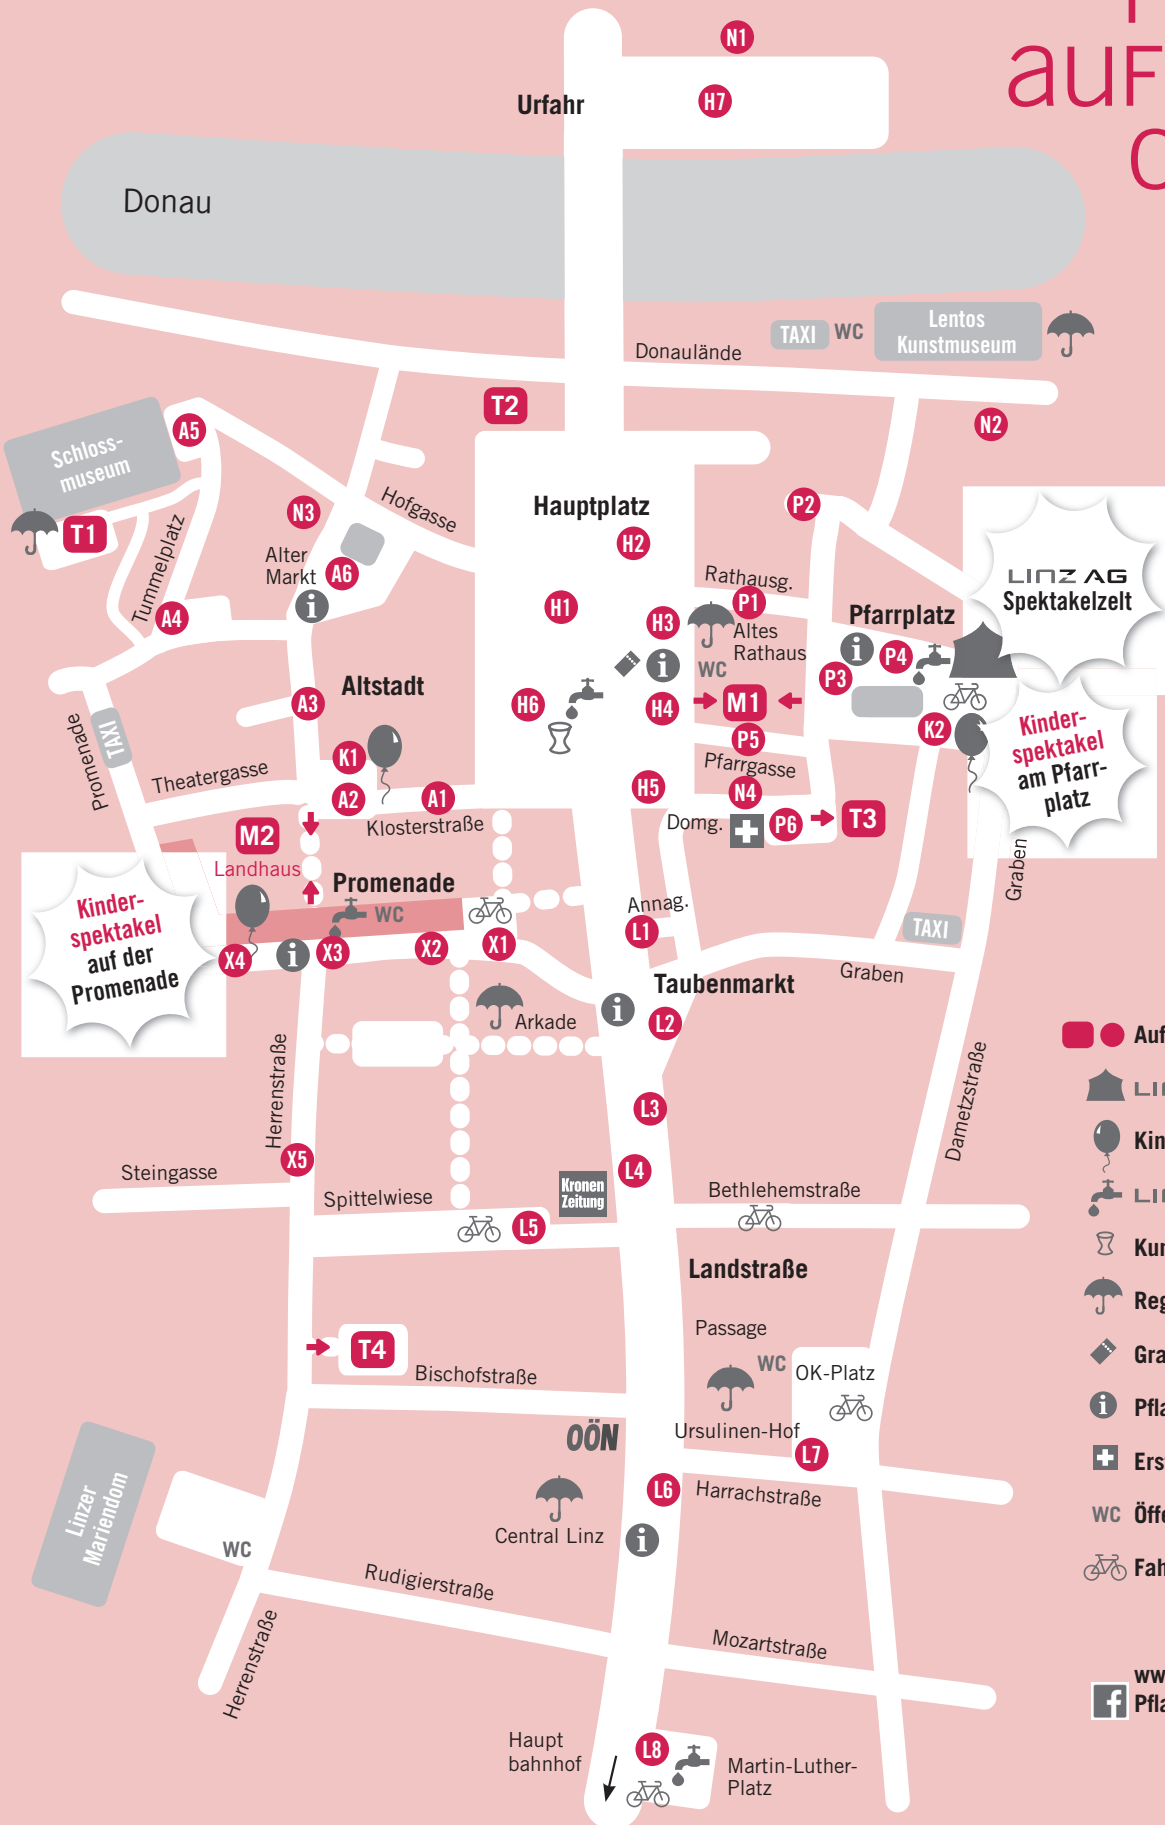 auF
N1
H7
Urfahr
Donau
Lentos
Kunstmuseum
TAXI
WC
Donaulände
T2
N2
A5
Schloss-
museum
T1
N3
Hofgasse
Hauptplatz
H2
P2
LINZ AG
Spektakelzelt
Alter
Markt
A6
i
Tummelplatz
A4
H1
Rathausg.
P1
H3
Altes
Rathaus
Pfarrplatz
i
P4
P3
i
WC
Altstadt
A3
H6
H4
M1
K2
Kinder-
spektakel
am Pfarr-
platz
Promenade
TAXI
K1
P5
Pfarrgasse
Theatergasse
A2
A1
Klosterstraße
H5
N4
Domg.
P6
T3
M2
Landhaus
Promenade
WC
Graben
Kinder-
spektakel
auf der
Promenade
X4
i
X3
X2
X1
Annag.
L1
TAXI
Graben
Taubenmarkt
i
L2
Arkade
Herrenstraße
Dametzstraße
L3
X5
Steingasse
Spittelwiese
Kronen
Zeitung
L4
Bethlehemstraße
L5
Landstraße
Passage
WC
OK-Platz
T4
Bischofstraße
Ursulinen-Hof
OÖN
L7
L6
Harrachstraße
Central Linz
i
Linzer
Mariendom
WC
Rudigierstraße
Mozartstraße
Herrenstraße
Haupt
bahnhof
L8
Martin-Luther-
Platz
Auf
LIN
Kin
LIN
Kun
Reg
Gra
i Pfla
Ers
WC Öffe
Fah
ww
f Pfla